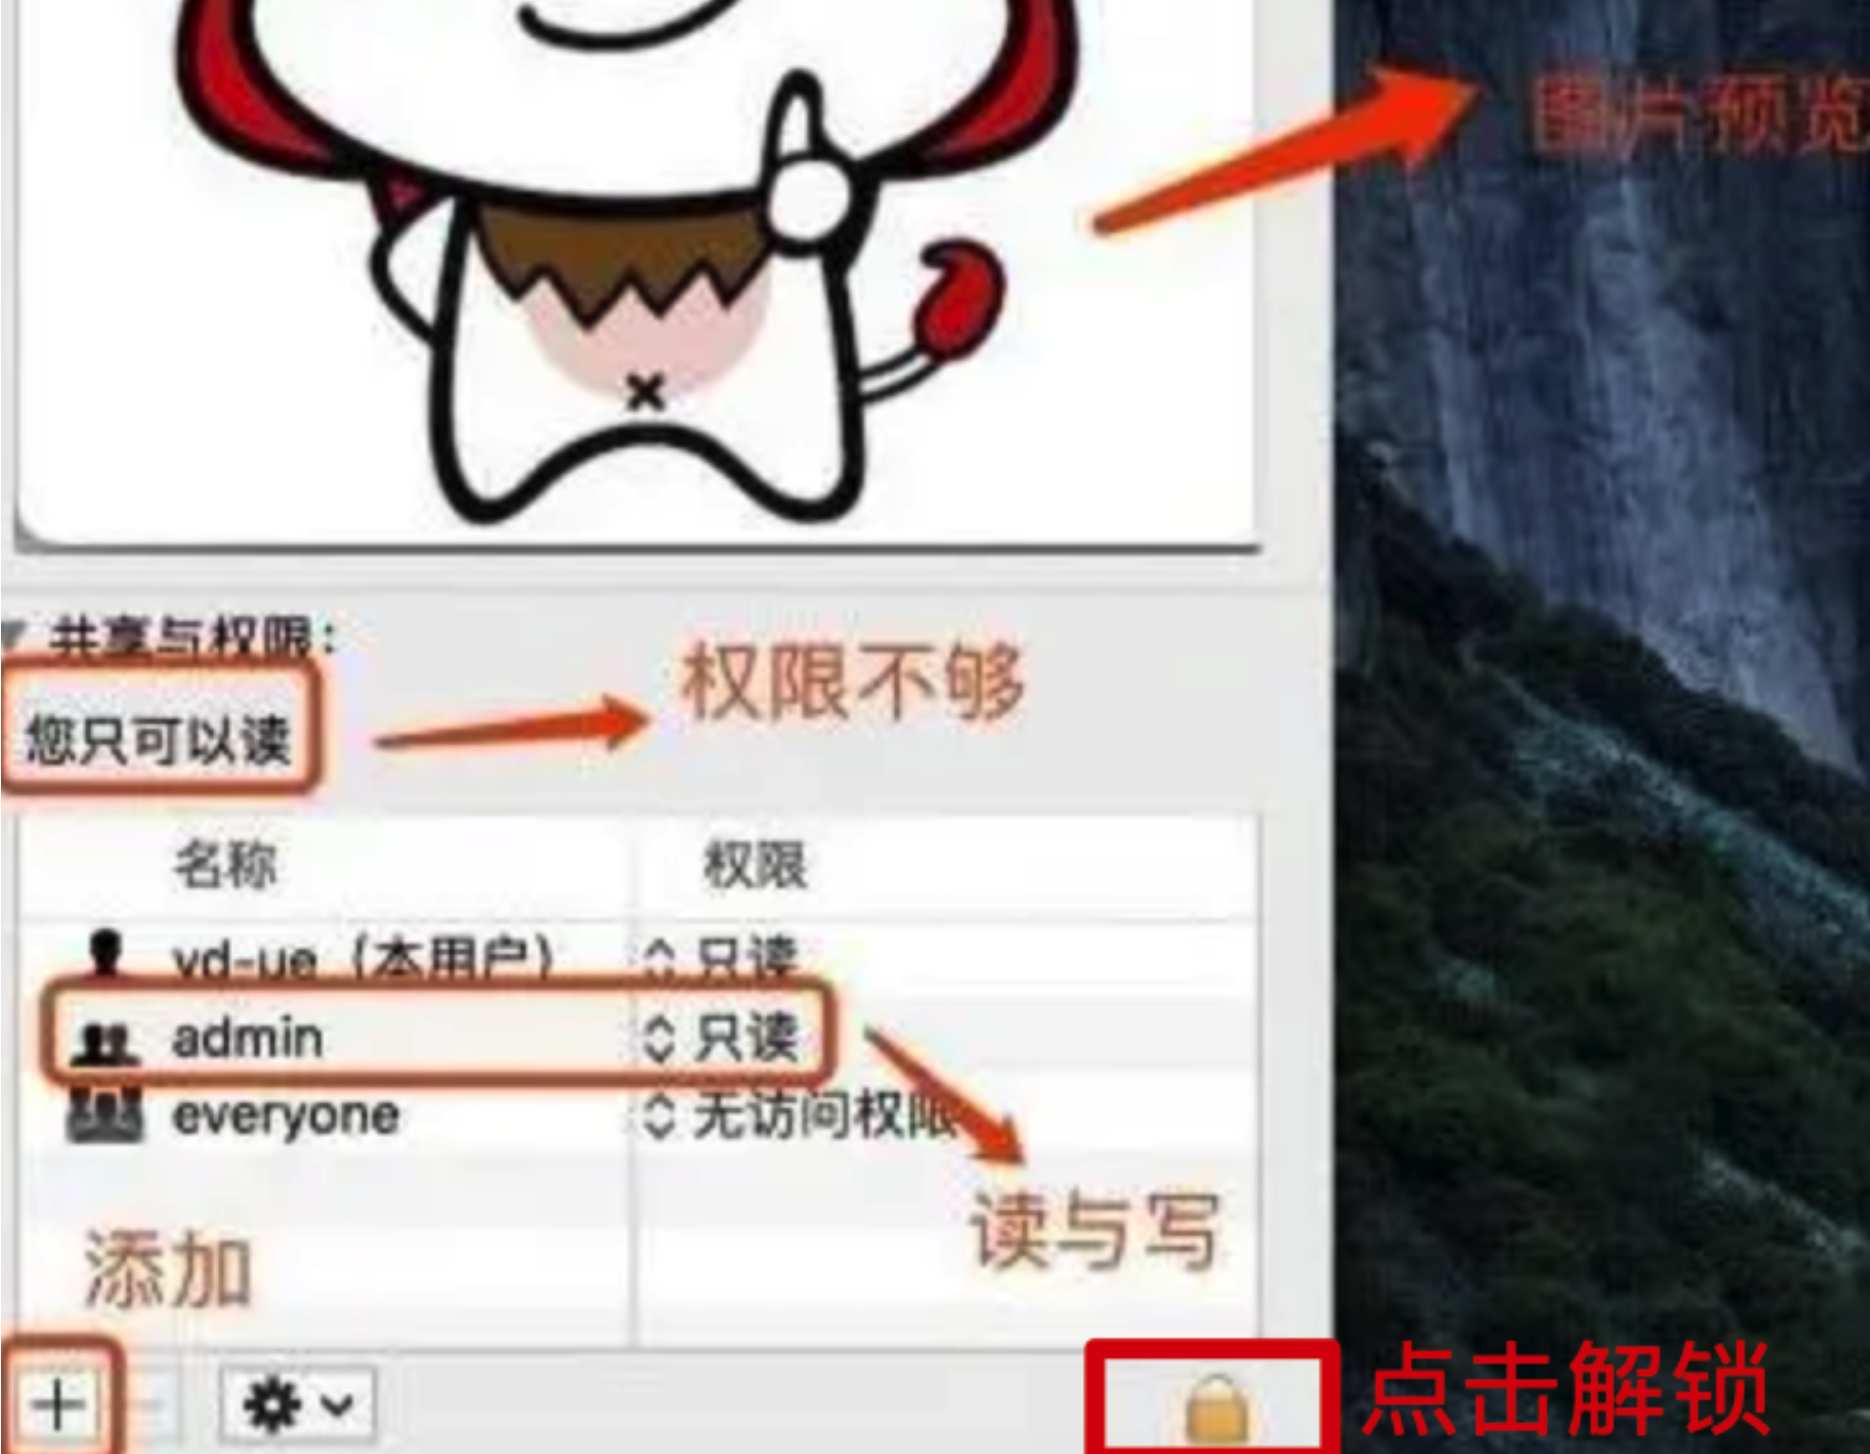 图片预览
共享与权限：
权限不够
您只可以读
名称 权限
yd-ue（本用户） 只读
admin 只读
everyone 无访问权限
读与写
添加
点击解锁